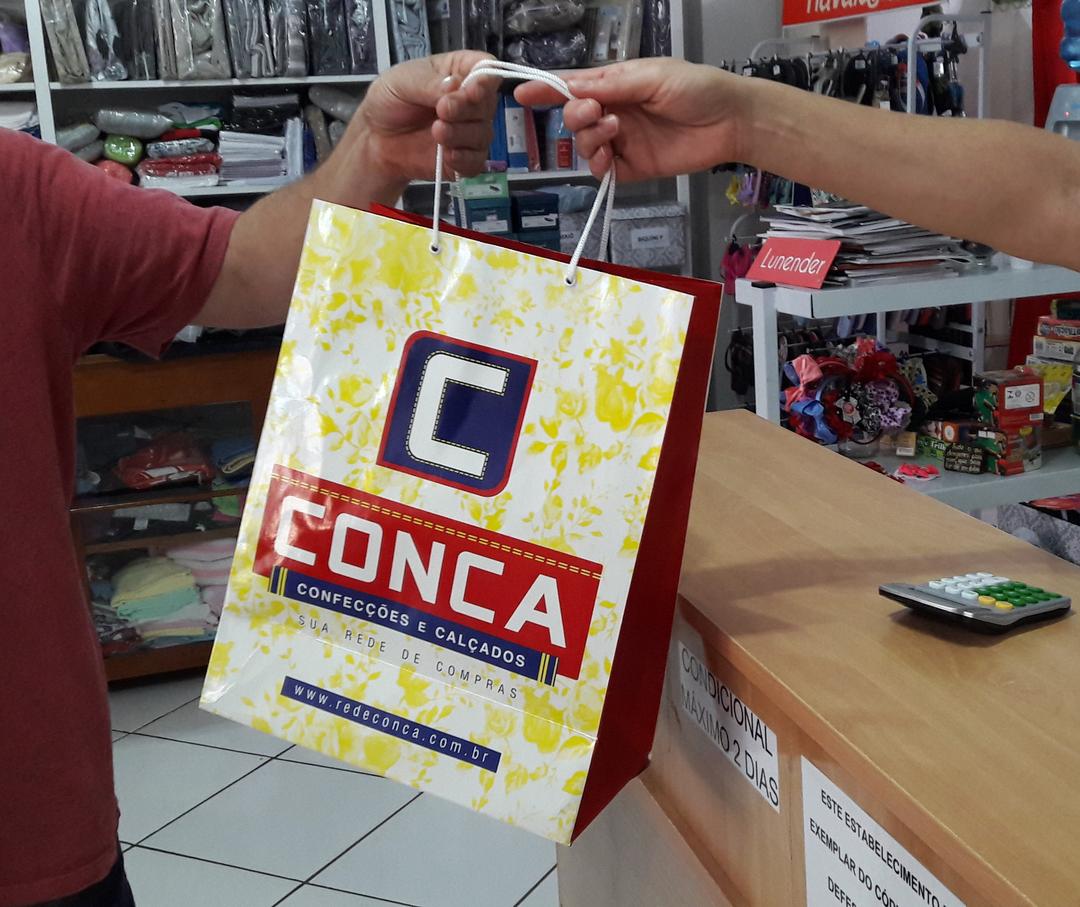 Lunender
C
CONCA
CONFECÇÕES E CALÇADOS
SUA REDE DE COMPRAS
www.redeconca.com.br
CONDICIONAL
MÁXIMO 2 DIAS
ESTE ESTABELECIMENTO
EXEMPLAR DO